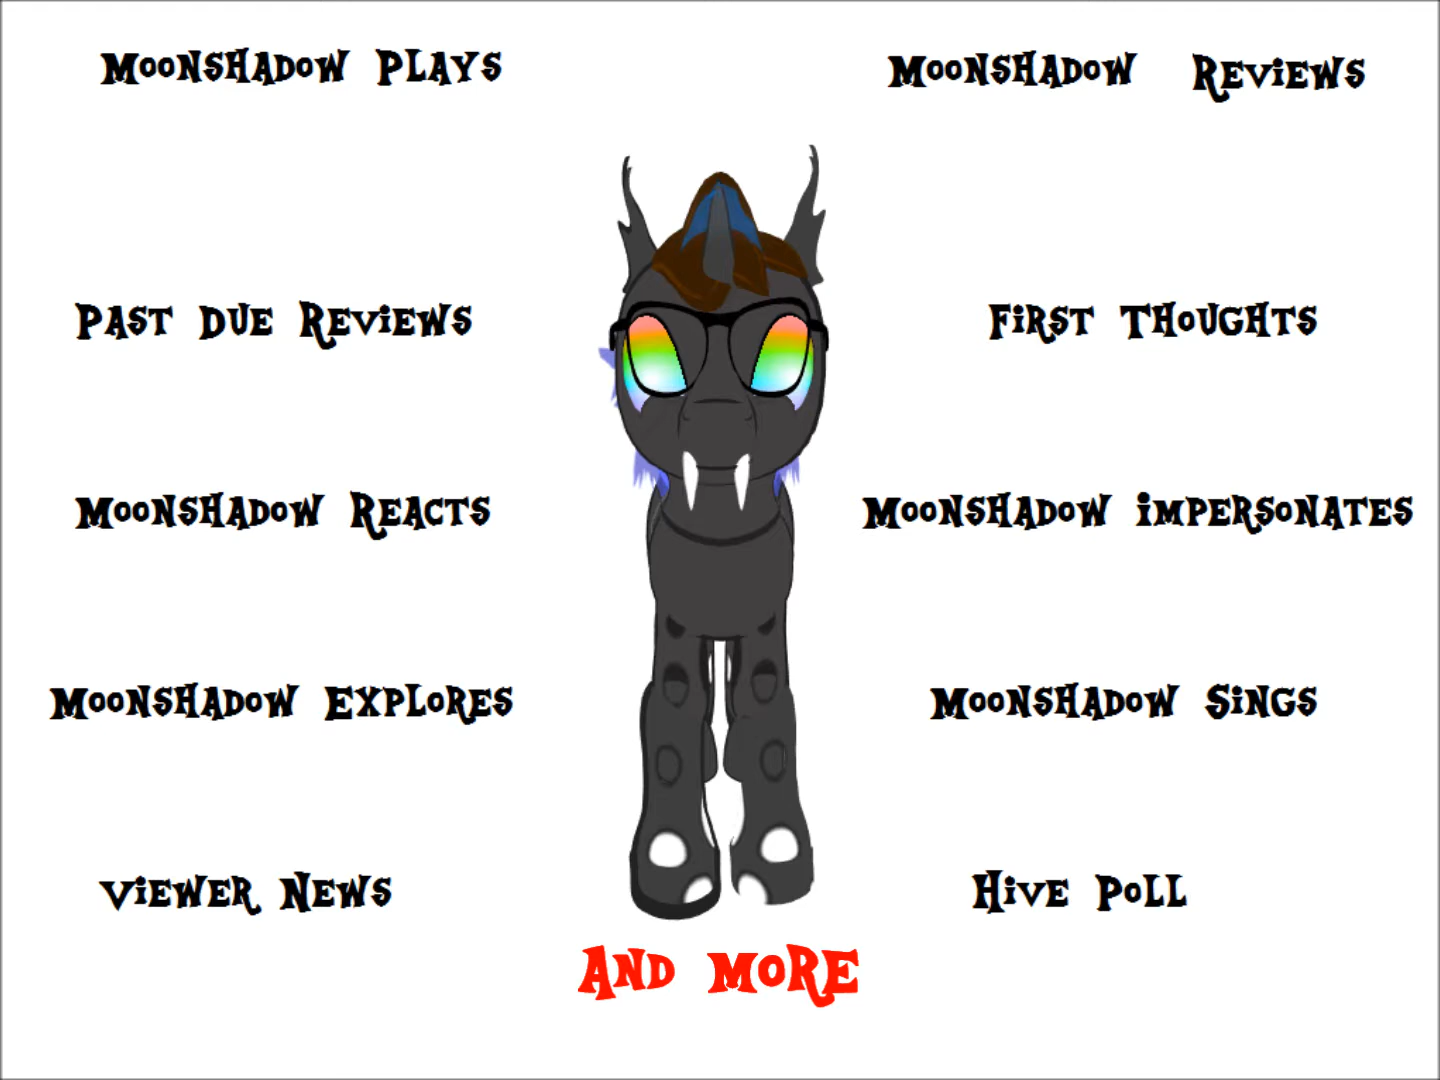 Moonshadow Plays
Moonshadow Reviews
Past Due Reviews
First Thoughts
Moonshadow Reacts
Moonshadow Impersonates
Moonshadow Explores
Moonshadow Sings
Viewer News
Hive Poll
And More